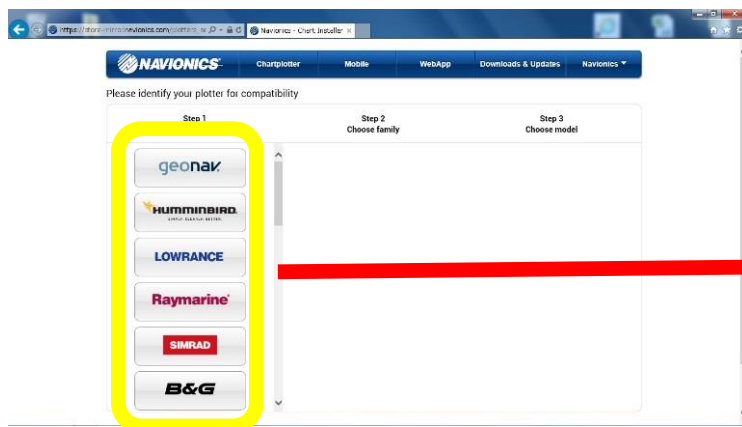 Navionics - Chart Installer
NAVIONICS
Chartplotter Mobile WebApp Downloads & Updates Navionics
Please identify your plotter for compatibility
Step 1 Step 2 Step 3
Choose family Choose model
geonav
HUMMINBIRD
LOWRANCE
Raymarine
SIMRAD
B&G